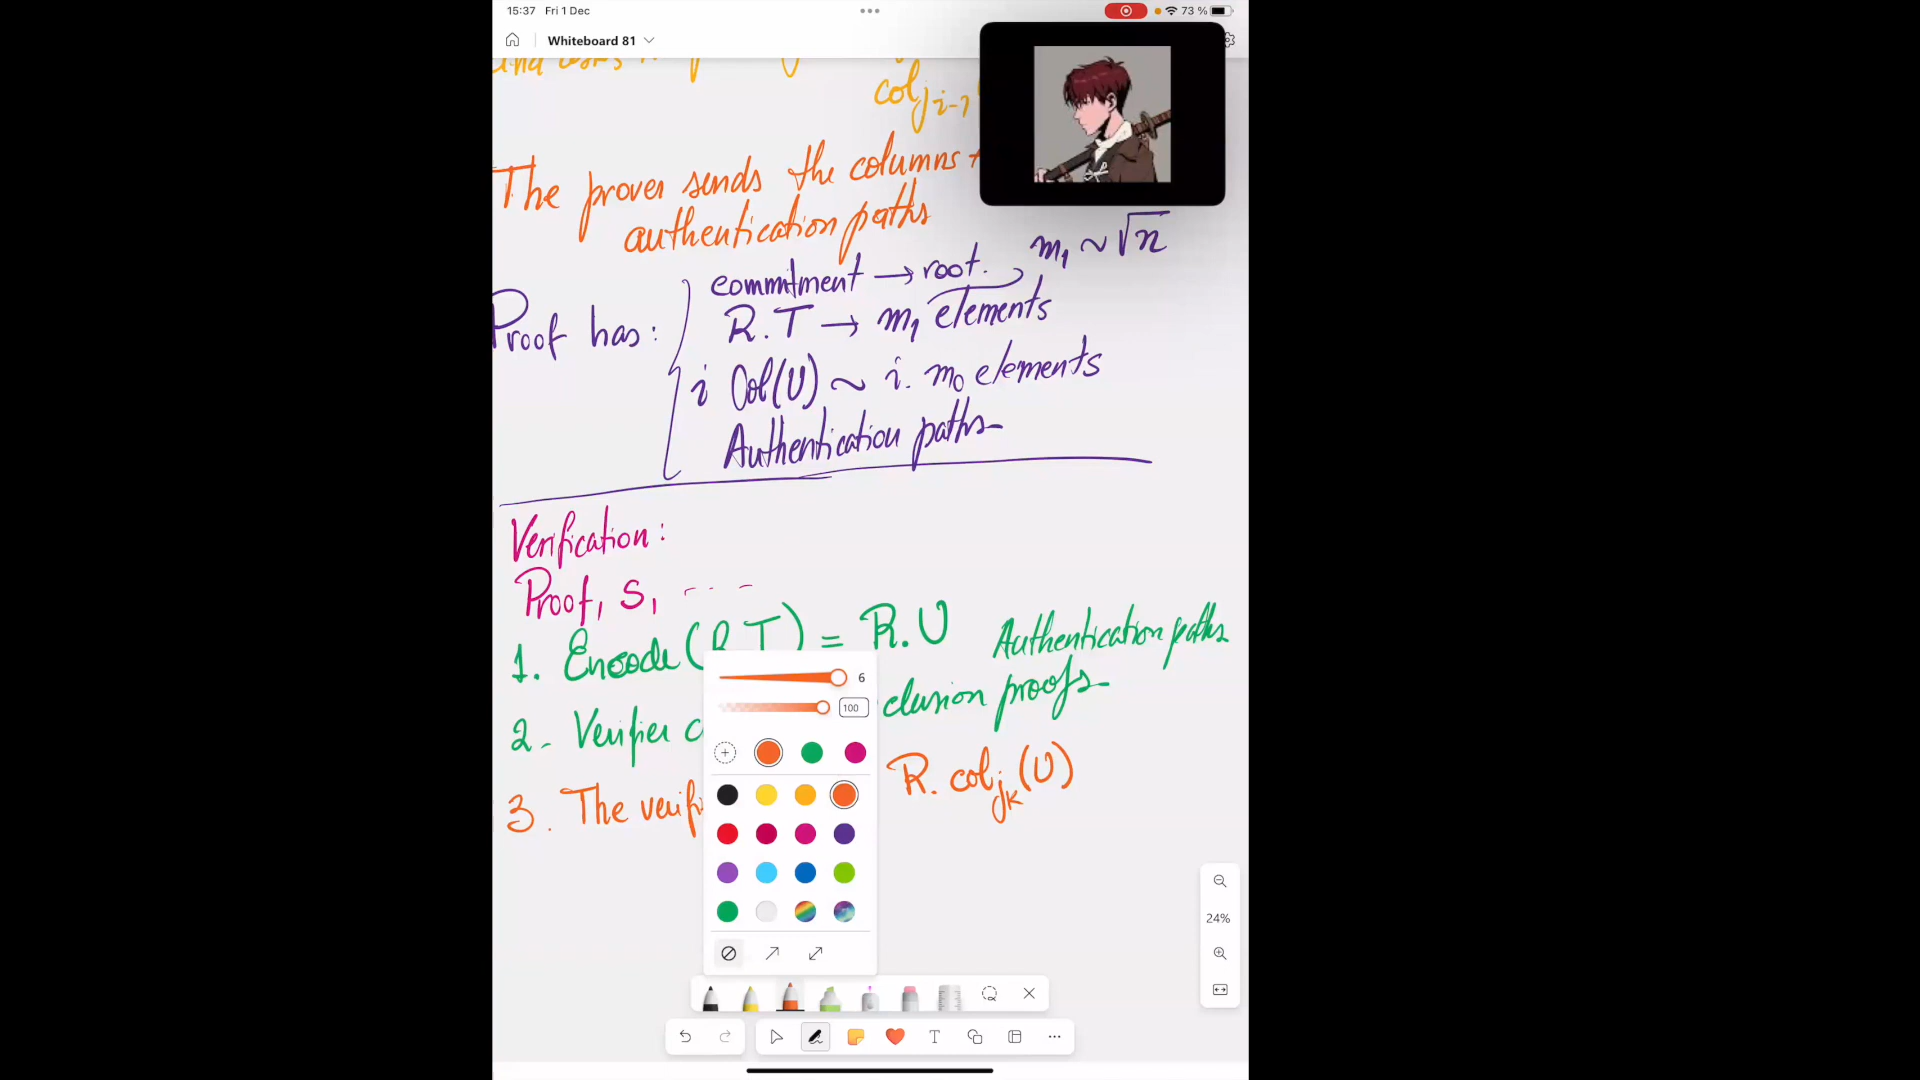 15:37 Fri 1 Dec
73 %
Whiteboard 81
col j i-1
The prover sends the columns
authentication paths
m₁ ~ √n
Proof has:
commitment → root.
R.T → m₁ elements
i Col(U) ~ i. m₀ elements
Authentication paths
Verification:
Proof, S, - - -
1. Encode (R.T) = R.U
Authentication paths
2- Verifier c
clusion proofs
3. The verif
R. col jk (U)
6
100
24%